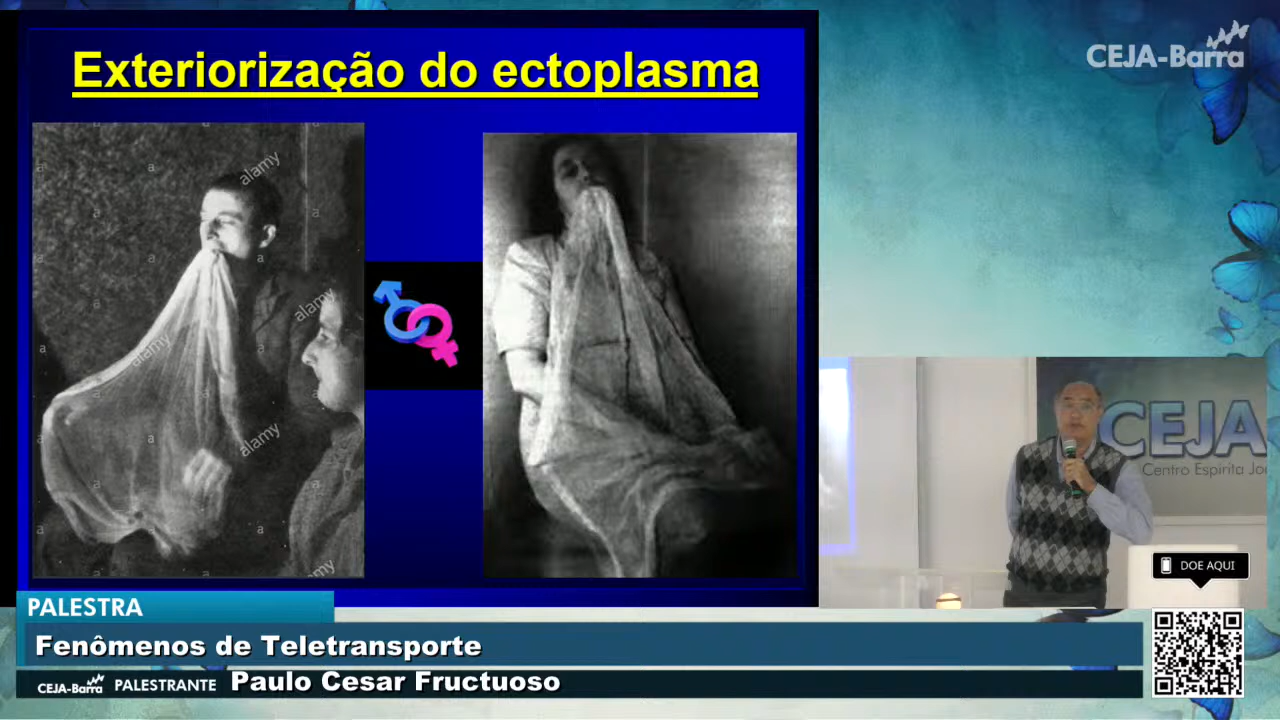 Exteriorização do ectoplasma
CEJA-Barra
alamy
alamy
alamy
alamy
alamy
a
a
a
a
a
a
a
a
a
a
a
a
CEJA
Centro Espírita
DOE AQUI
PALESTRA
Fenômenos de Teletransporte
CEJA-Barra PALESTRANTE Paulo Cesar Fructuoso